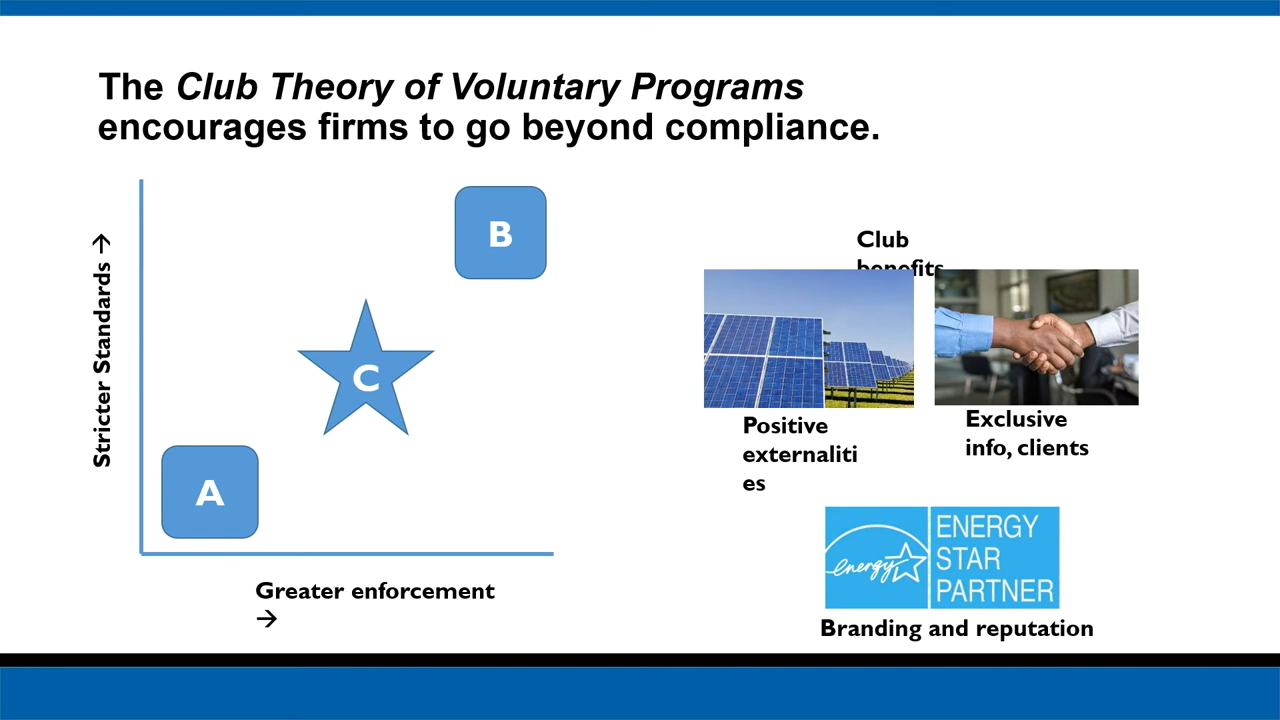 The Club Theory of Voluntary Programs
encourages firms to go beyond compliance.
Stricter Standards →
B
C
A
Greater enforcement
→
Club
benefits
Positive
externaliti
es
Exclusive
info, clients
energy
ENERGY
STAR
PARTNER
Branding and reputation